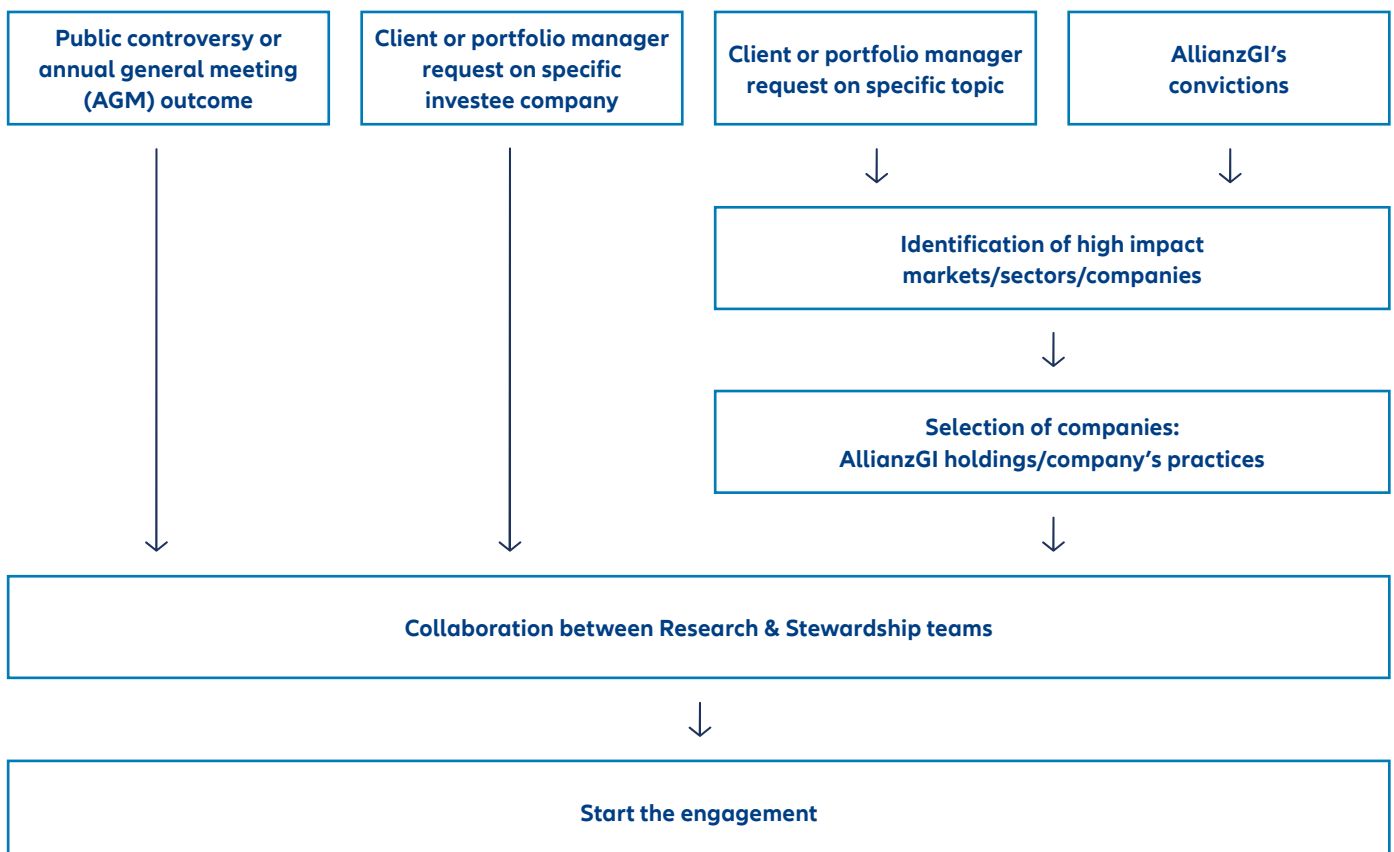 Public controversy or
annual general meeting
(AGM) outcome
Client or portfolio manager
request on specific
investee company
Client or portfolio manager
request on specific topic
AllianzGI’s
convictions
Identification of high impact
markets/sectors/companies
Selection of companies:
AllianzGI holdings/company’s practices
Collaboration between Research & Stewardship teams
Start the engagement